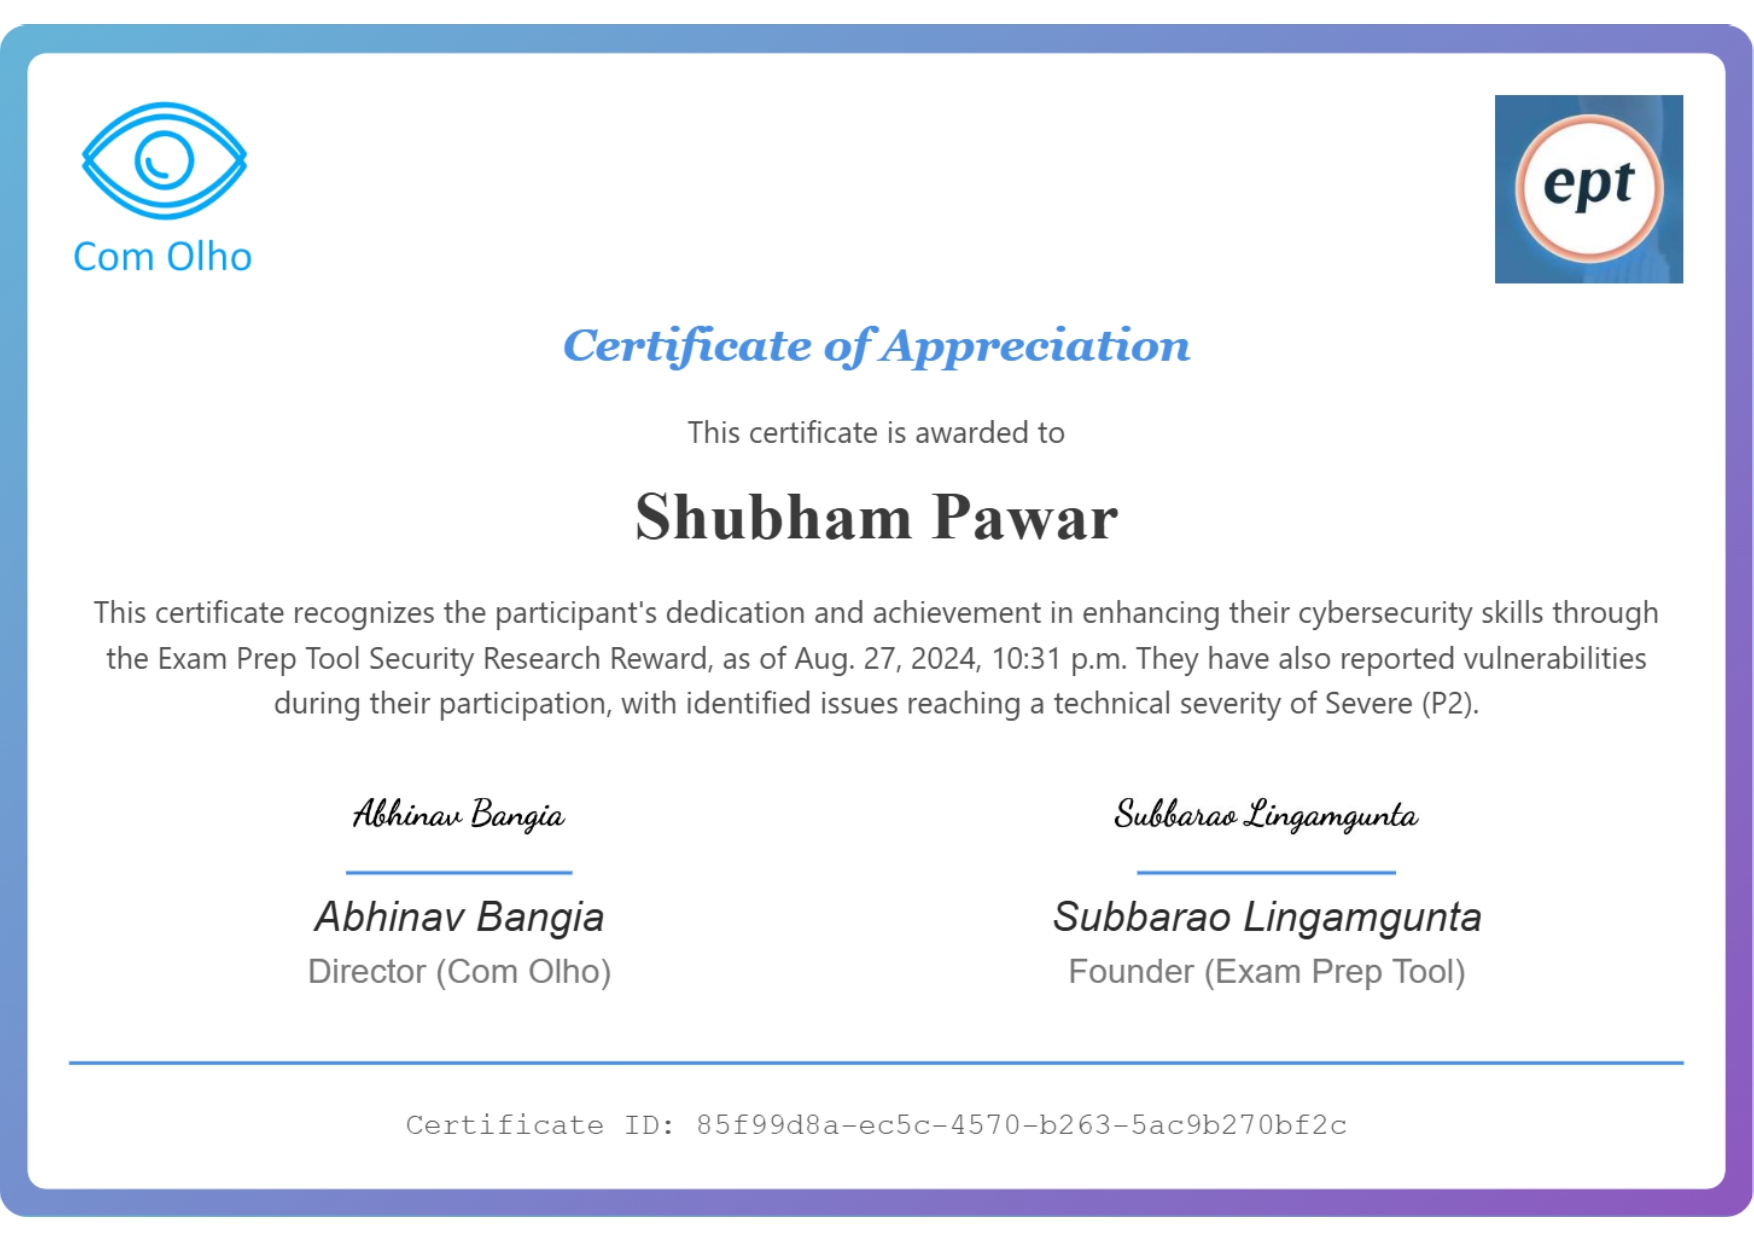 Com Olho
ept
Certificate of Appreciation
This certificate is awarded to
Shubham Pawar
This certificate recognizes the participant's dedication and achievement in enhancing their cybersecurity skills through
the Exam Prep Tool Security Research Reward, as of Aug. 27, 2024, 10:31 p.m. They have also reported vulnerabilities
during their participation, with identified issues reaching a technical severity of Severe (P2).
Abhinav Bangia
Abhinav Bangia
Director (Com Olho)
Subbarao Lingamgunta
Subbarao Lingamgunta
Founder (Exam Prep Tool)
Certificate ID: 85f99d8a-ec5c-4570-b263-5ac9b270bf2c